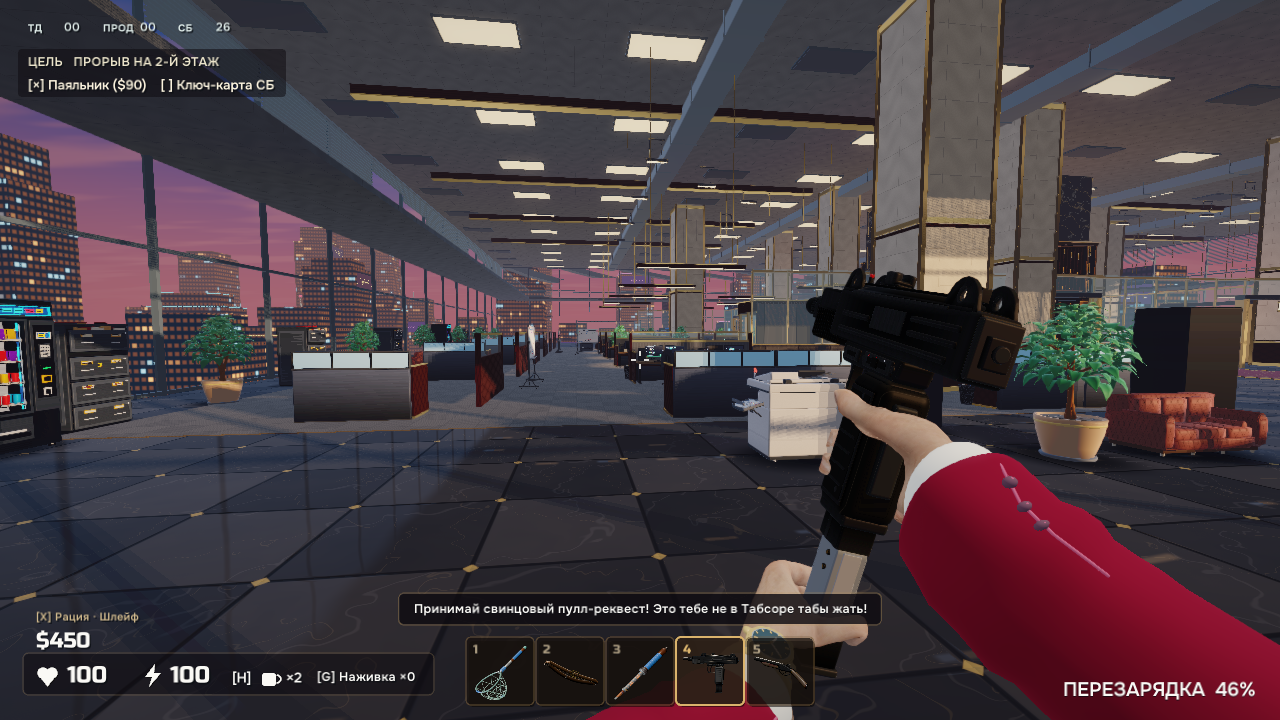 ТД 00 ПРОД 00 СБ 26
ЦЕЛЬ ПРОРЫВ НА 2-Й ЭТАЖ
[×] Паяльник ($90) [ ] Ключ-карта СБ
Принимай свинцовый пулл-реквест! Это тебе не в Табсоре табы жать!
[X] Рация · Шлейф
$450
100 100 [H] ×2 [G] Наживка ×0
1 2 3 4 5
ПЕРЕЗАРЯДКА 46%